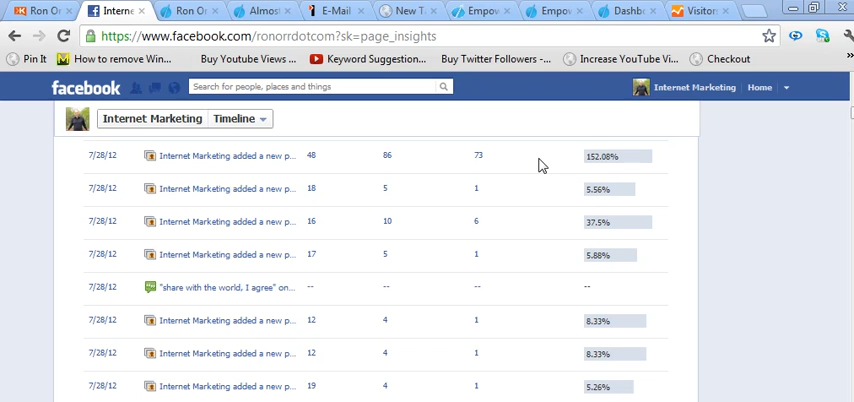 Ron Or
Interne
Ron Or
Almost
E-Mail
New T
Empow
Empow
Dashb
Visitors
https://www.facebook.com/ronorrdotcom?sk=page_insights
Pin It
How to remove Win...
Buy Youtube Views ...
Keyword Suggestion...
Buy Twitter Followers -...
Increase YouTube Vi...
Checkout
facebook
Search for people, places and things
Internet Marketing
Home
Internet Marketing
Timeline
7/28/12 Internet Marketing added a new p... 48 86 73 152.08%
7/28/12 Internet Marketing added a new p... 18 5 1 5.56%
7/28/12 Internet Marketing added a new p... 16 10 6 37.5%
7/28/12 Internet Marketing added a new p... 17 5 1 5.88%
7/28/12 "share with the world, I agree" on... -- -- -- --
7/28/12 Internet Marketing added a new p... 12 4 1 8.33%
7/28/12 Internet Marketing added a new p... 12 4 1 8.33%
7/28/12 Internet Marketing added a new p... 19 4 1 5.26%